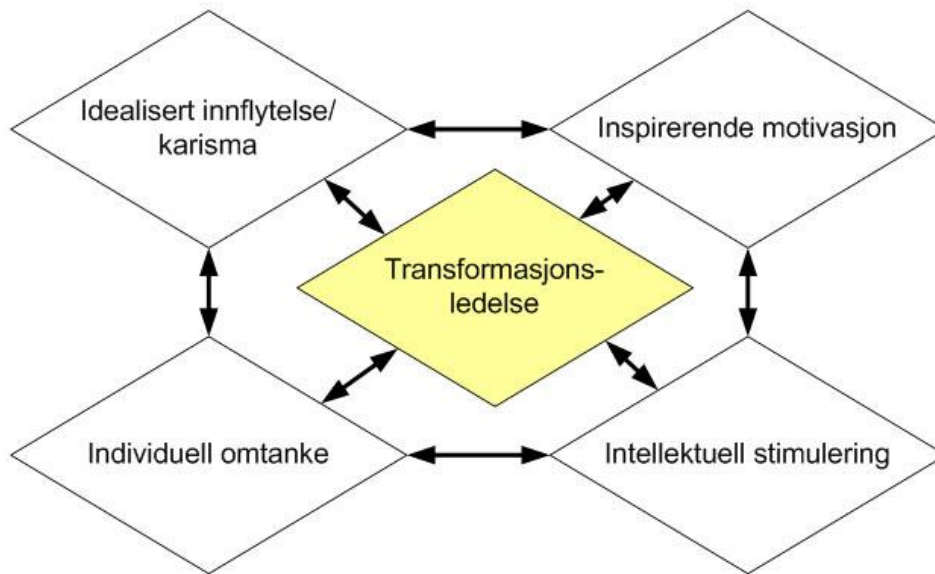 Idealisert innflytelse/
karisma
Inspirerende motivasjon
Transformasjons-
ledelse
Individuell omtanke
Intellektuell stimulering